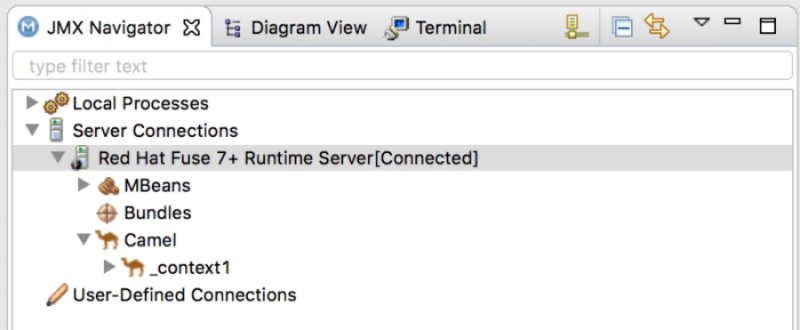 JMX Navigator Diagram View Terminal
type filter text
Local Processes
Server Connections
Red Hat Fuse 7+ Runtime Server[Connected]
MBeans
Bundles
Camel
_context1
User-Defined Connections